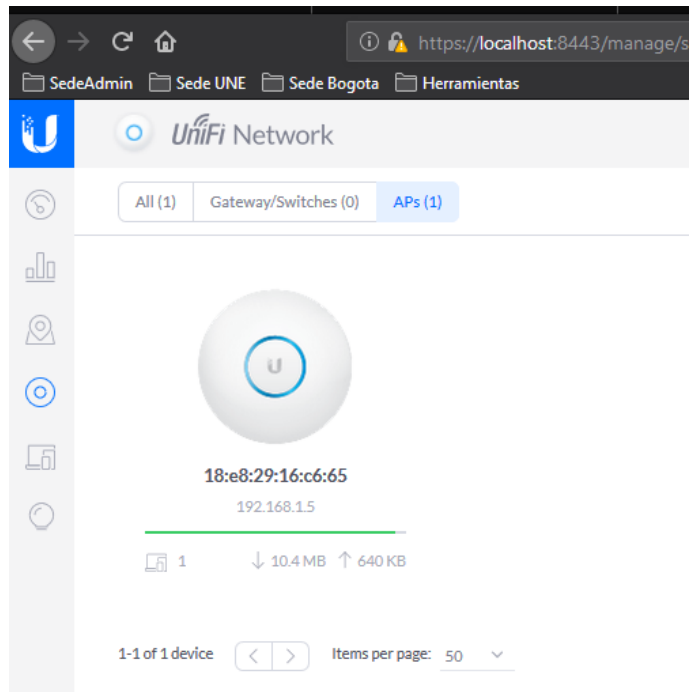 https://localhost:8443/manage/s
SedeAdmin Sede UNE Sede Bogota Herramientas
U UniFi Network
All (1) Gateway/Switches (0) APs (1)
U
18:e8:29:16:c6:65
192.168.1.5
1 ↓ 10.4 MB ↑ 640 KB
1-1 of 1 device < > Items per page: 50